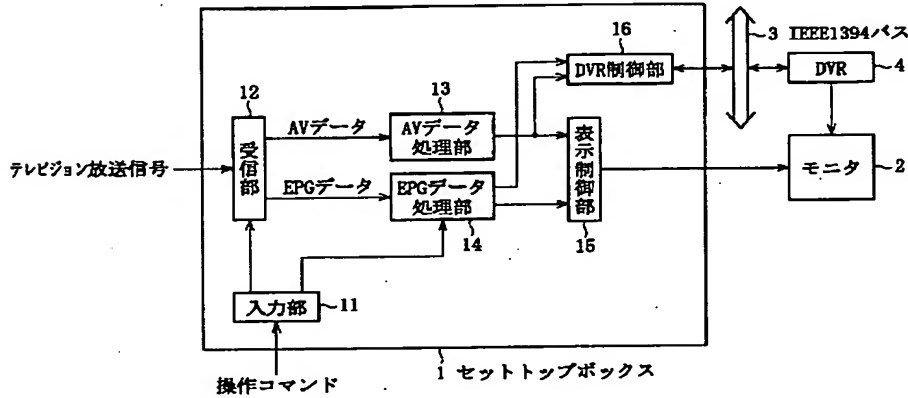 3 IEEE1394バス
16
DVR制御部
DVR
4
12
13
AVデータ
AVデータ
処理部
テレビジョン放送信号
受信部
表示制御部
モニタ
2
EPGデータ
EPGデータ
処理部
14
15
入力部
11
1 セットトップボックス
操作コマンド